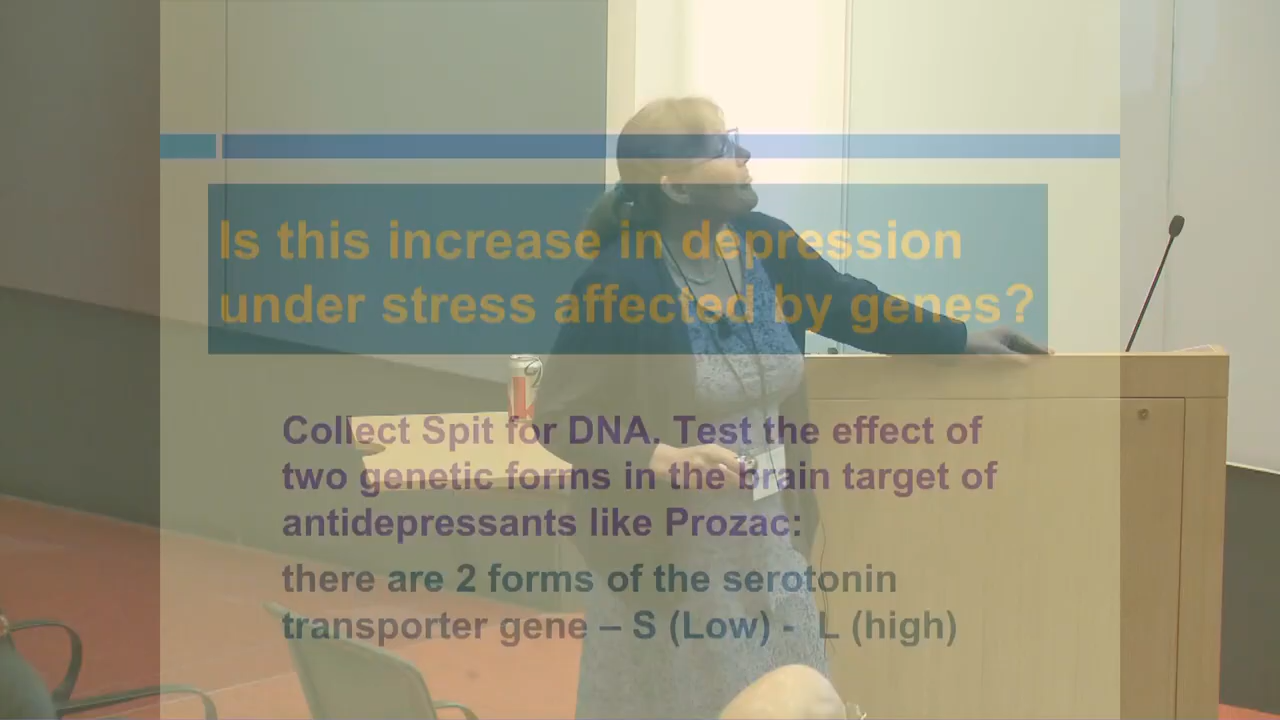 Is this increase in depression
under stress affected by genes?
Collect Spit for DNA. Test the effect of
two genetic forms in the brain target of
antidepressants like Prozac:
there are 2 forms of the serotonin
transporter gene – S (Low) - L (high)